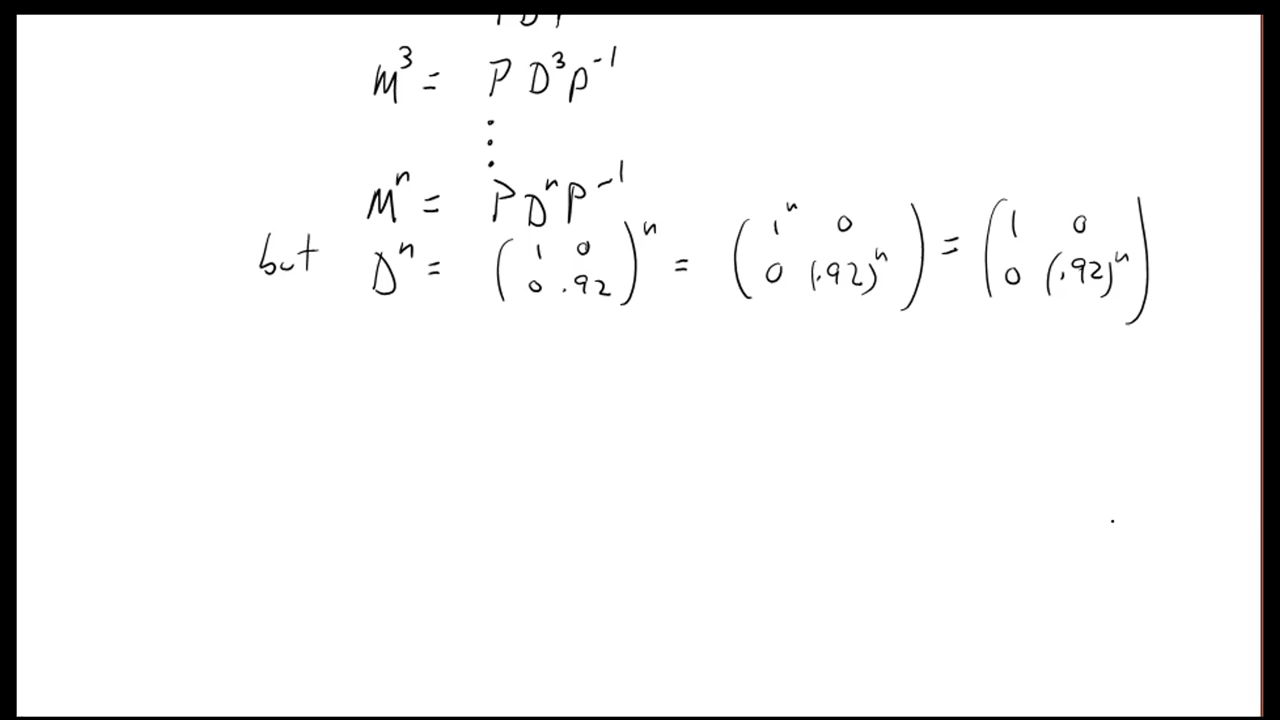 M³ = P D³ P⁻¹
⋮
Mⁿ = P Dⁿ P⁻¹
but Dⁿ = (1 0 / 0 .92)ⁿ = (1ⁿ 0 / 0 (.92)ⁿ) = (1 0 / 0 (.92)ⁿ)